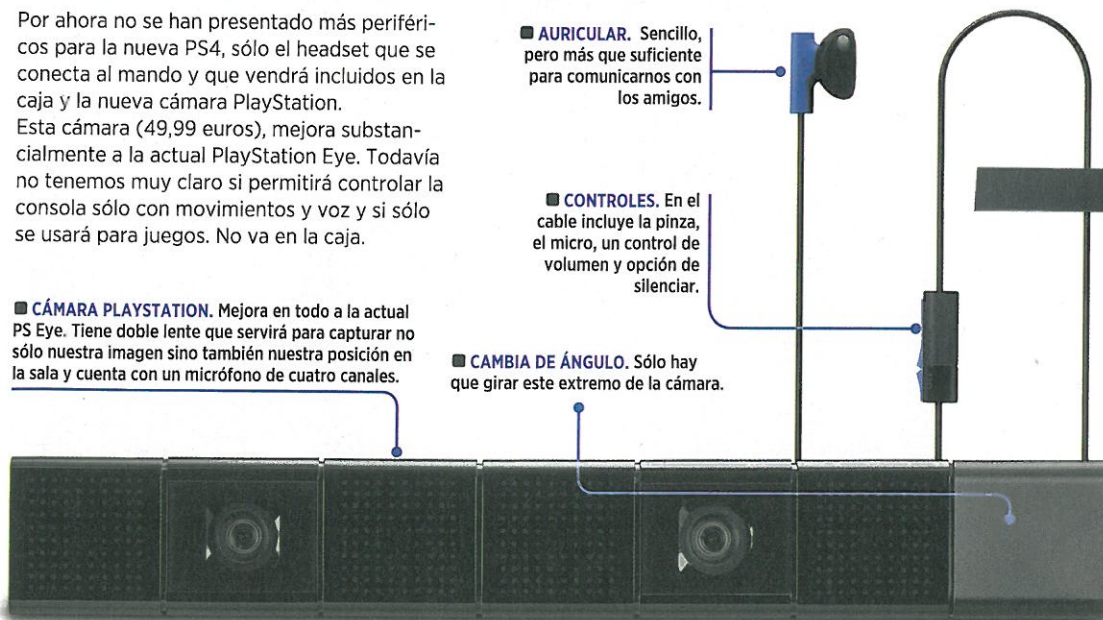 Por ahora no se han presentado más periféri-
cos para la nueva PS4, sólo el headset que se
conecta al mando y que vendrá incluidos en la
caja y la nueva cámara PlayStation.
Esta cámara (49,99 euros), mejora substan-
cialmente a la actual PlayStation Eye. Todavía
no tenemos muy claro si permitirá controlar la
consola sólo con movimientos y voz y si sólo
se usará para juegos. No va en la caja.
AURICULAR. Sencillo,
pero más que suficiente
para comunicarnos con
los amigos.
CONTROLES. En el
cable incluye la pinza,
el micro, un control de
volumen y opción de
silenciar.
CÁMARA PLAYSTATION. Mejora en todo a la actual
PS Eye. Tiene doble lente que servirá para capturar no
sólo nuestra imagen sino también nuestra posición en
la sala y cuenta con un micrófono de cuatro canales.
CAMBIA DE ÁNGULO. Sólo hay
que girar este extremo de la cámara.